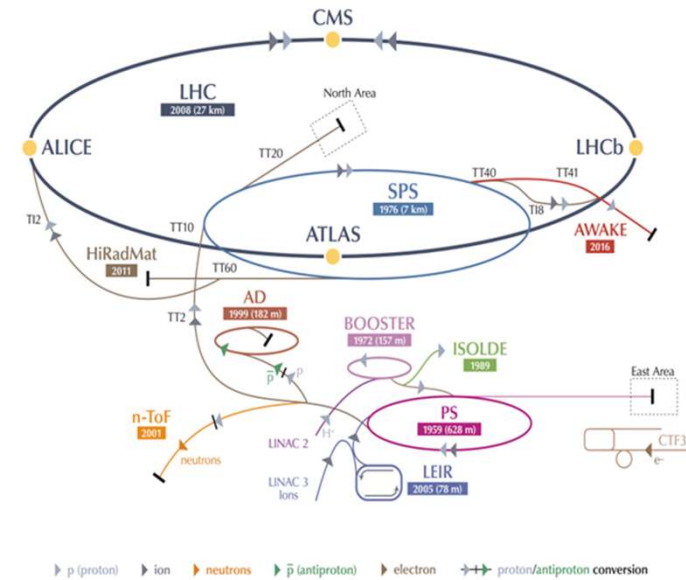 CMS
LHC
2008 (27 km)
North Area
ALICE
TT20
LHCb
TT40
TT41
SPS
1976 (7 km)
TI2
TT10
TI8
ATLAS
AWAKE
2016
HiRadMat
2011
TT60
AD
1999 (182 m)
TT2
BOOSTER
1972 (157 m)
ISOLDE
1989
p̅
p
East Area
n-ToF
2001
PS
1959 (628 m)
H⁻
LINAC 2
neutrons
CTF3
e-
LEIR
2005 (78 m)
LINAC 3
Ions
p (proton) ion neutrons p̅ (antiproton) electron proton/antiproton conversion